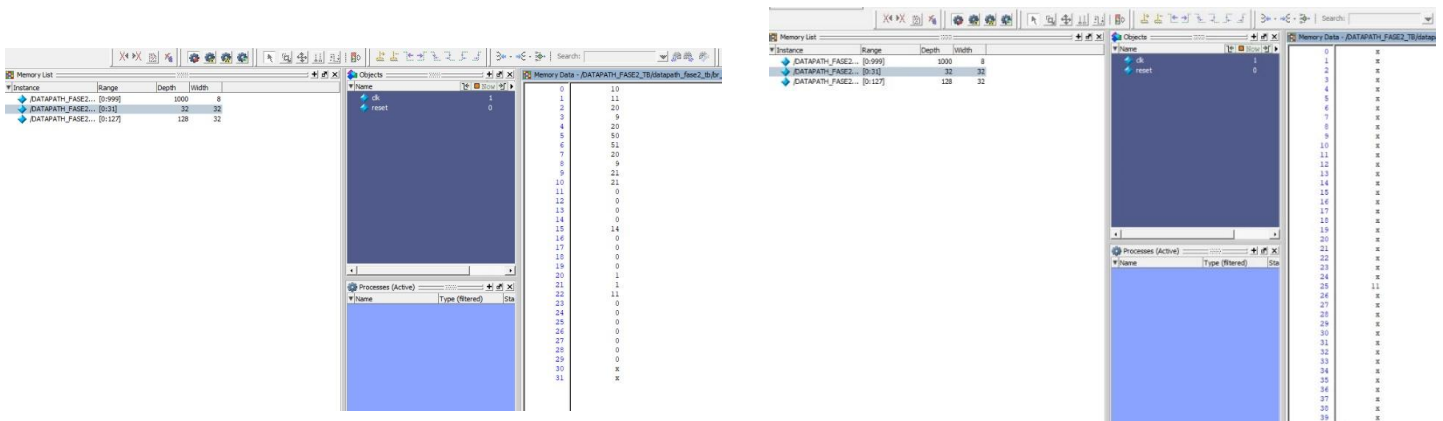 Search:
Memory List
Instance Range Depth Width
/DATAPATH_FASE2... [0:999] 1000 8
/DATAPATH_FASE2... [0:31] 32 32
/DATAPATH_FASE2... [0:127] 128 32
Objects
Name Now
clk 1
reset 0
Processes (Active)
Name Type (filtered) Sta
Memory Data - /DATAPATH_FASE2_TB/datapath_fase2_tb/br_
0 10
1 11
2 20
3 9
4 20
5 50
6 51
7 20
8 9
9 21
10 21
11 0
12 0
13 0
14 0
15 14
16 0
17 0
18 0
19 0
20 1
21 1
22 11
23 0
24 0
25 0
26 0
27 0
28 0
29 0
30 x
31 x
Search:
Memory List
Instance Range Depth Width
/DATAPATH_FASE2... [0:999] 1000 8
/DATAPATH_FASE2... [0:31] 32 32
/DATAPATH_FASE2... [0:127] 128 32
Objects
Name Now
clk 1
reset 0
Processes (Active)
Name Type (filtered) Sta
Memory Data - /DATAPATH_FASE2_TB/datapa
0 x
1 x
2 x
3 x
4 x
5 x
6 x
7 x
8 x
9 x
10 x
11 x
12 x
13 x
14 x
15 x
16 x
17 x
18 x
19 x
20 x
21 x
22 x
23 x
24 x
25 11
26 x
27 x
28 x
29 x
30 x
31 x
32 x
33 x
34 x
35 x
36 x
37 x
38 x
39 x